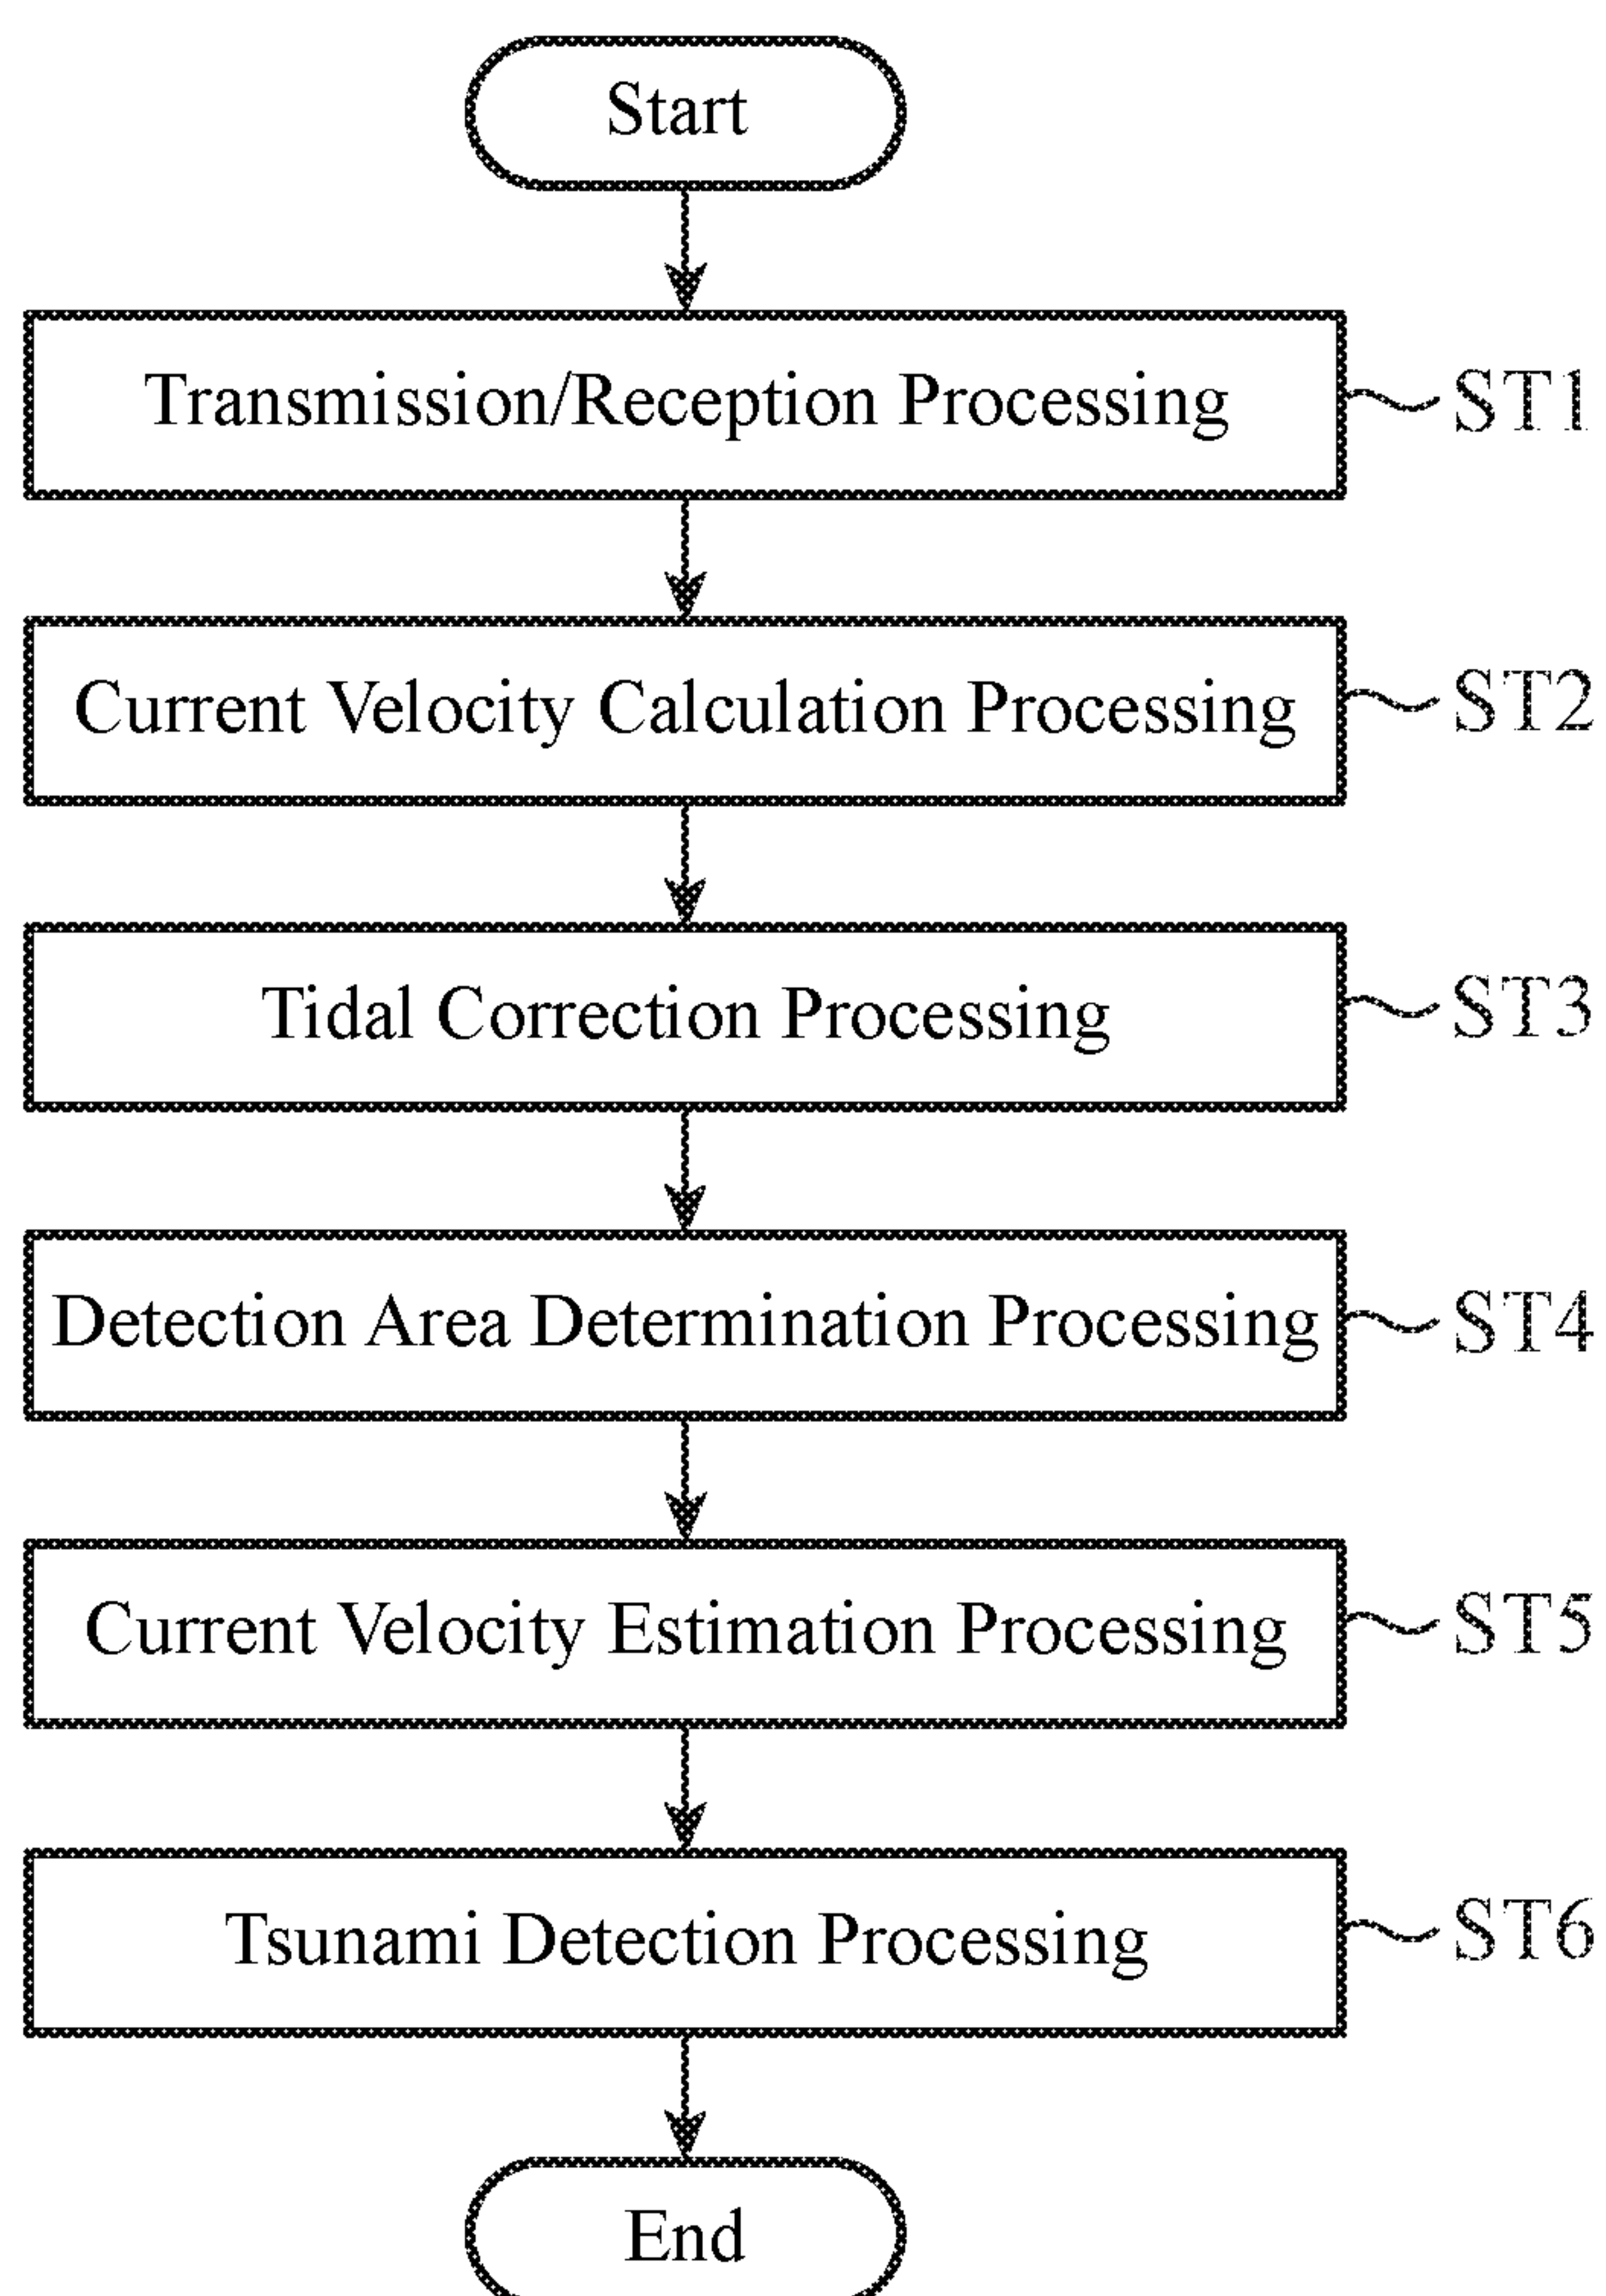 Start
Transmission/Reception Processing ST1
Current Velocity Calculation Processing ST2
Tidal Correction Processing ST3
Detection Area Determination Processing ST4
Current Velocity Estimation Processing ST5
Tsunami Detection Processing ST6
End